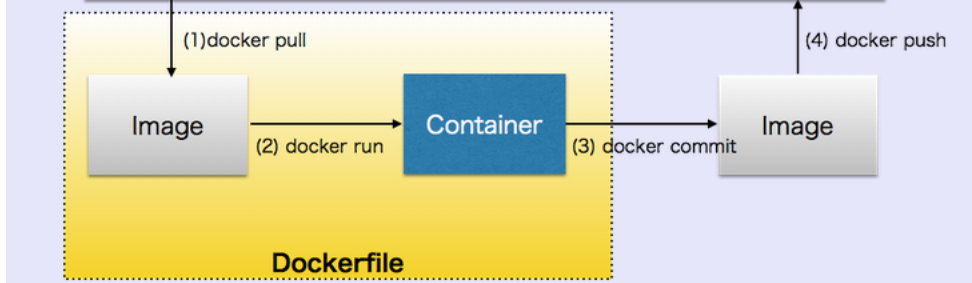 (1)docker pull
(4) docker push
Image
Container
Image
(2) docker run
(3) docker commit
Dockerfile